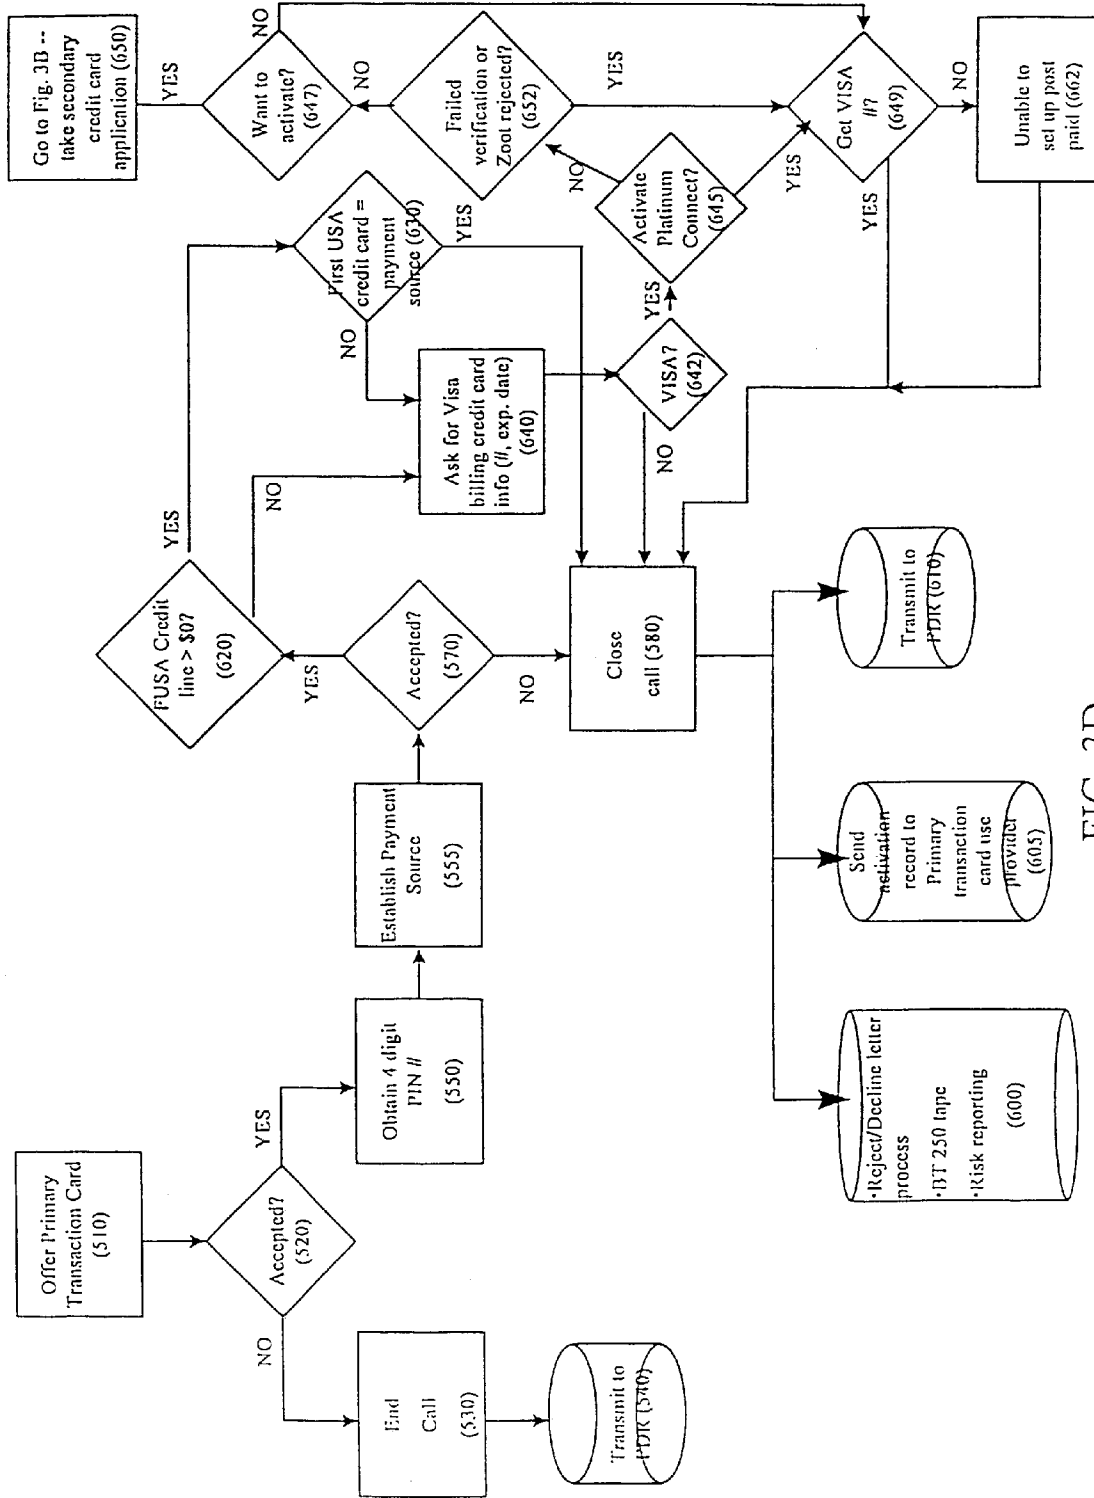 Offer Primary
Transaction Card
(510)
Accepted?
(520)
NO
YES
End
Call
(530)
Transmit to
PDR (540)
Obtain 4 digit
PIN #
(550)
Establish Payment
Source
(555)
Accepted?
(570)
YES
NO
FUSA Credit
line > $0?
(620)
YES
NO
Close
call (580)
•Reject/Decline letter
process
•BT 250 tape
•Risk reporting
(600)
Send
activation
record to
Primary
transaction
card use
provider
(605)
Transmit to
PDR (610)
First USA
credit card =
payment
source (630)
NO
YES
Ask for Visa
billing credit card
info (#, exp. date)
(640)
VISA?
(642)
NO
YES
Activate
Platinum
Connect?
(645)
NO
YES
Failed
verification or
Zoot rejected?
(652)
NO
YES
Want to
activate?
(647)
YES
NO
Go to Fig. 3B --
take secondary
credit card
application (650)
Get VISA
#?
(649)
YES
NO
Unable to
set up post
paid (662)